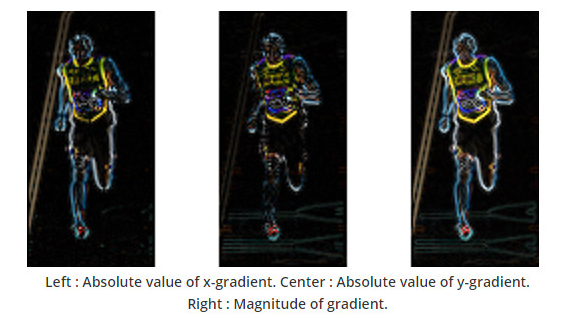 Left : Absolute value of x-gradient. Center : Absolute value of y-gradient.
Right : Magnitude of gradient.